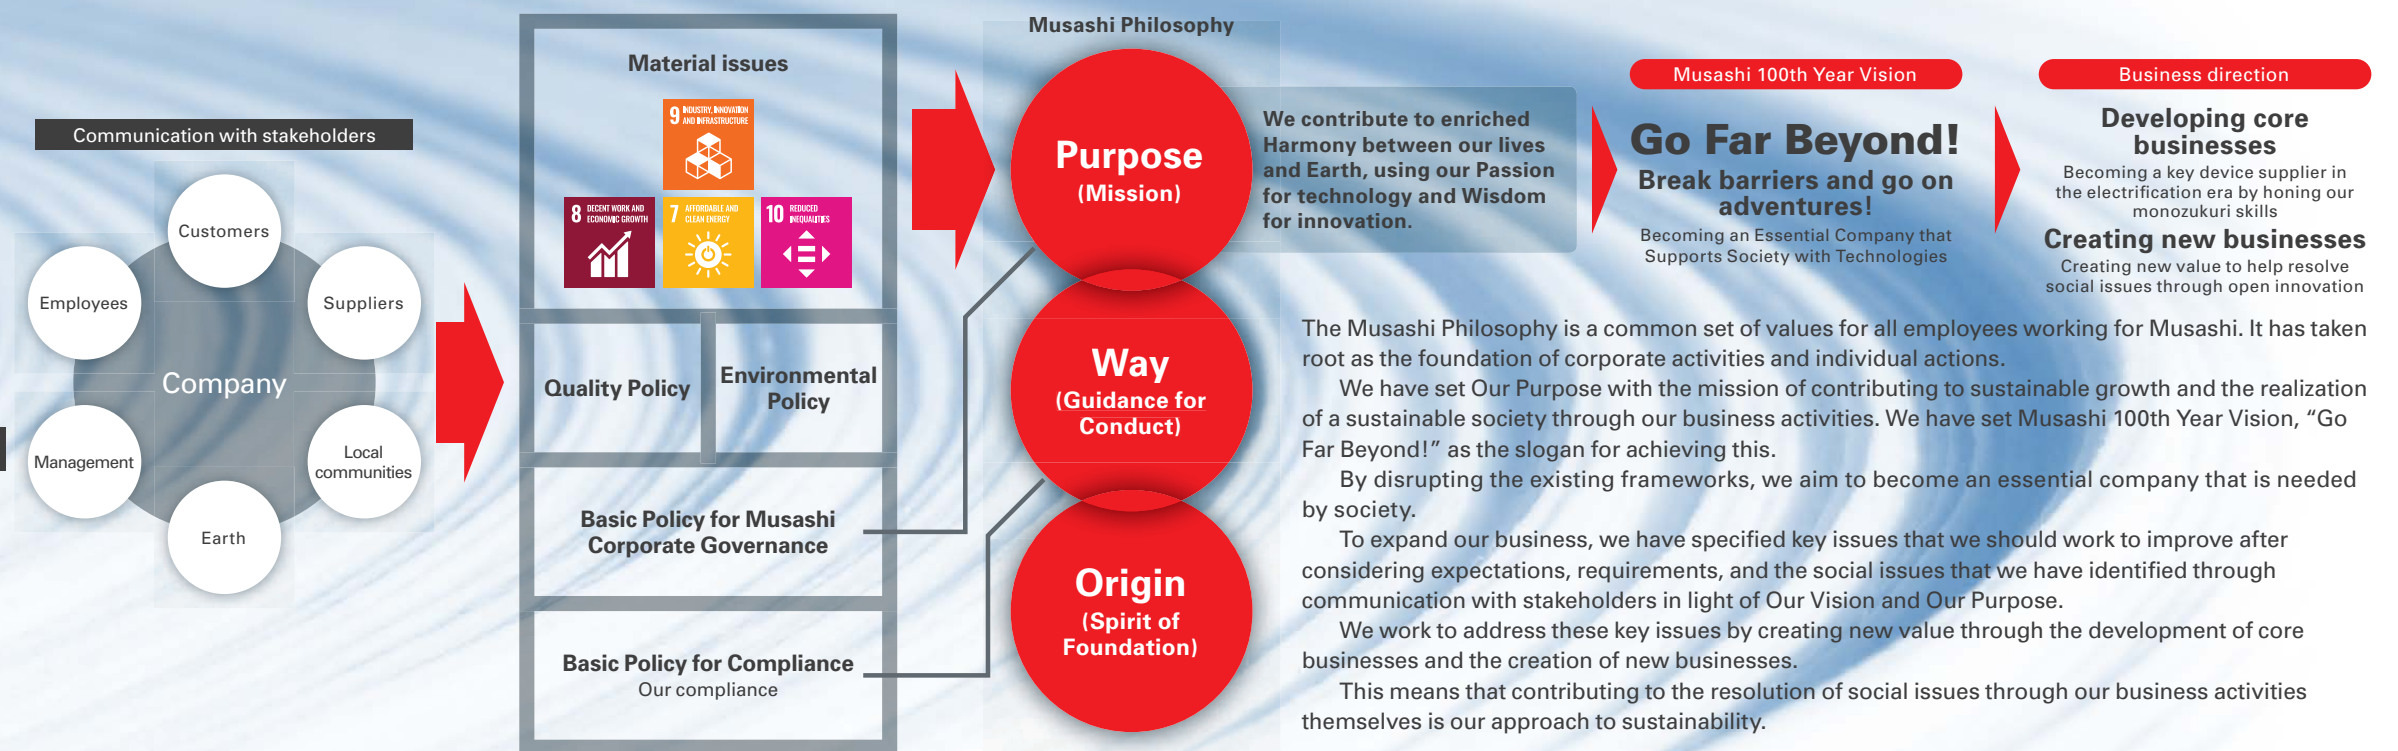 Communication with stakeholders
Customers
Employees
Suppliers
Company
Management
Local
communities
Earth
Material issues
9 INDUSTRY, INNOVATION
AND INFRASTRUCTURE
8 DECENT WORK AND
ECONOMIC GROWTH
7 AFFORDABLE AND
CLEAN ENERGY
10 REDUCED
INEQUALITIES
Quality Policy
Environmental
Policy
Basic Policy for Musashi
Corporate Governance
Basic Policy for Compliance
Our compliance
Musashi Philosophy
Purpose
(Mission)
Way
(Guidance for
Conduct)
Origin
(Spirit of
Foundation)
We contribute to enriched
Harmony between our lives
and Earth, using our Passion
for technology and Wisdom
for innovation.
Musashi 100th Year Vision
Go Far Beyond!
Break barriers and go on
adventures!
Becoming an Essential Company that
Supports Society with Technologies
Business direction
Developing core
businesses
Becoming a key device supplier in
the electrification era by honing our
monozukuri skills
Creating new businesses
Creating new value to help resolve
social issues through open innovation
The Musashi Philosophy is a common set of values for all employees working for Musashi. It has taken
root as the foundation of corporate activities and individual actions.
We have set Our Purpose with the mission of contributing to sustainable growth and the realization
of a sustainable society through our business activities. We have set Musashi 100th Year Vision, “Go
Far Beyond!” as the slogan for achieving this.
By disrupting the existing frameworks, we aim to become an essential company that is needed
by society.
To expand our business, we have specified key issues that we should work to improve after
considering expectations, requirements, and the social issues that we have identified through
communication with stakeholders in light of Our Vision and Our Purpose.
We work to address these key issues by creating new value through the development of core
businesses and the creation of new businesses.
This means that contributing to the resolution of social issues through our business activities
themselves is our approach to sustainability.